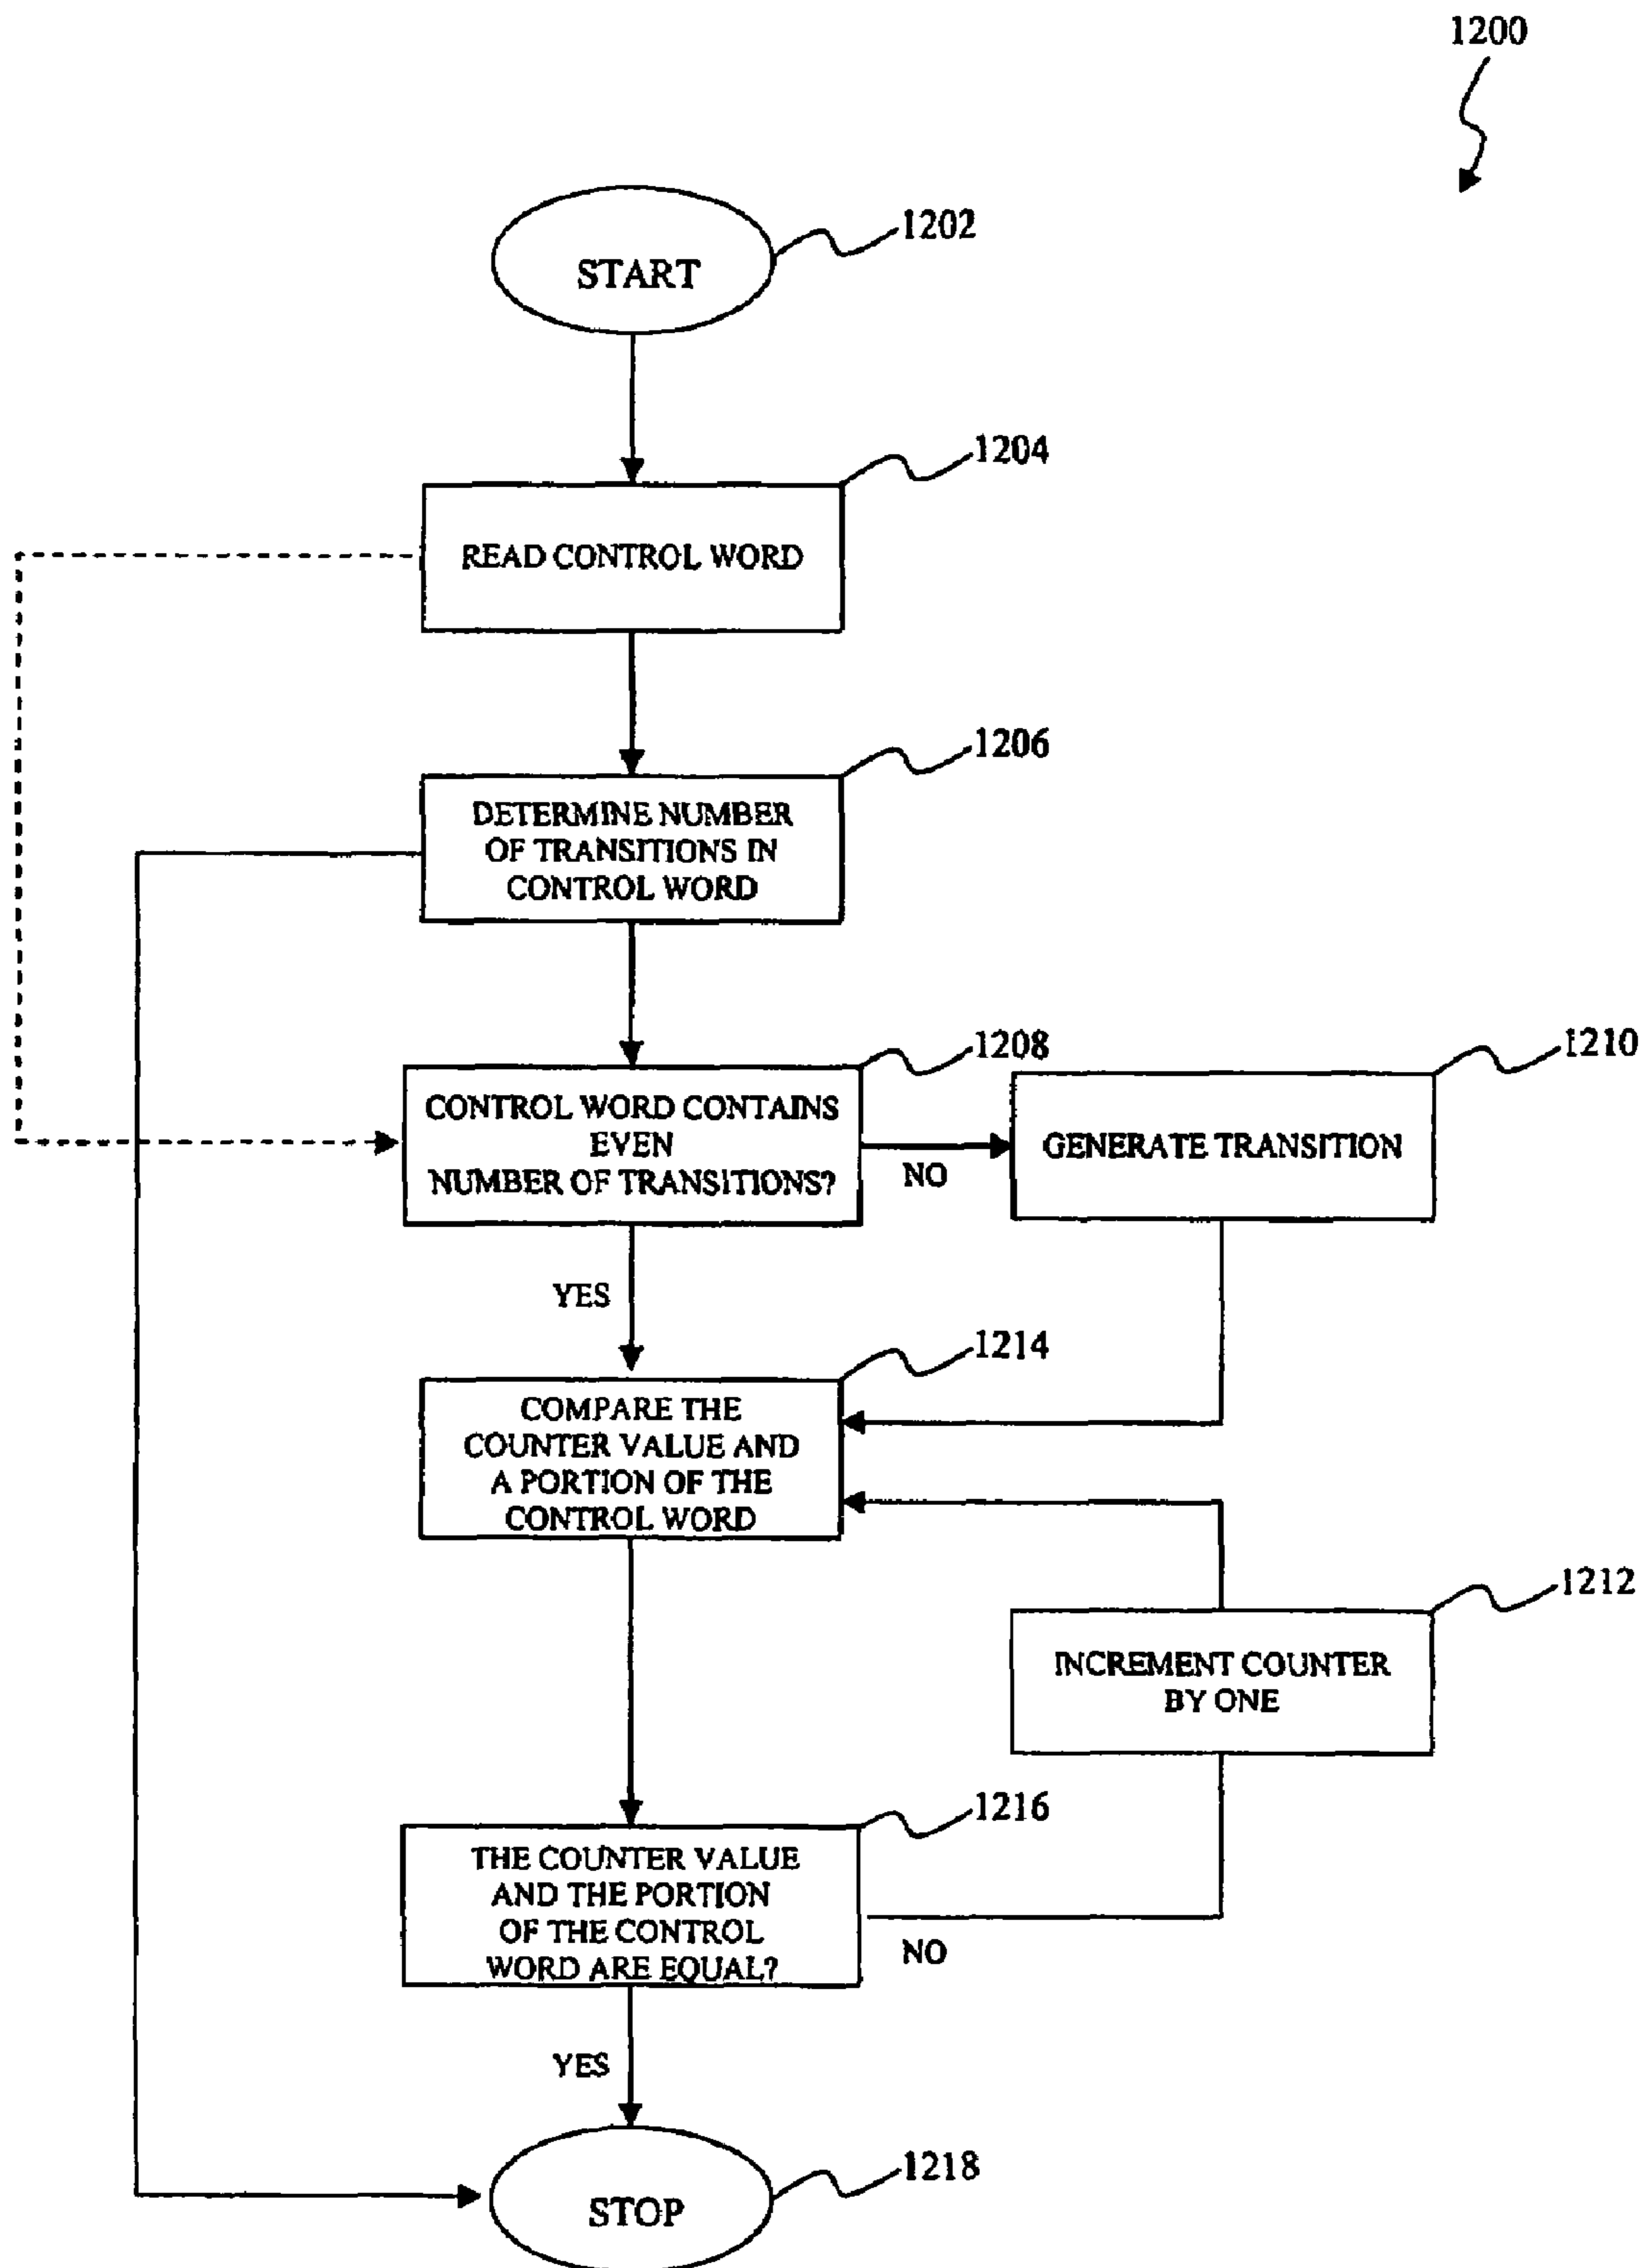 1200
1202
START
1204
READ CONTROL WORD
1206
DETERMINE NUMBER
OF TRANSITIONS IN
CONTROL WORD
1208
CONTROL WORD CONTAINS
EVEN
NUMBER OF TRANSITIONS?
NO
1210
GENERATE TRANSITION
YES
1214
COMPARE THE
COUNTER VALUE AND
A PORTION OF THE
CONTROL WORD
1212
INCREMENT COUNTER
BY ONE
1216
THE COUNTER VALUE
AND THE PORTION
OF THE CONTROL
WORD ARE EQUAL?
NO
YES
1218
STOP